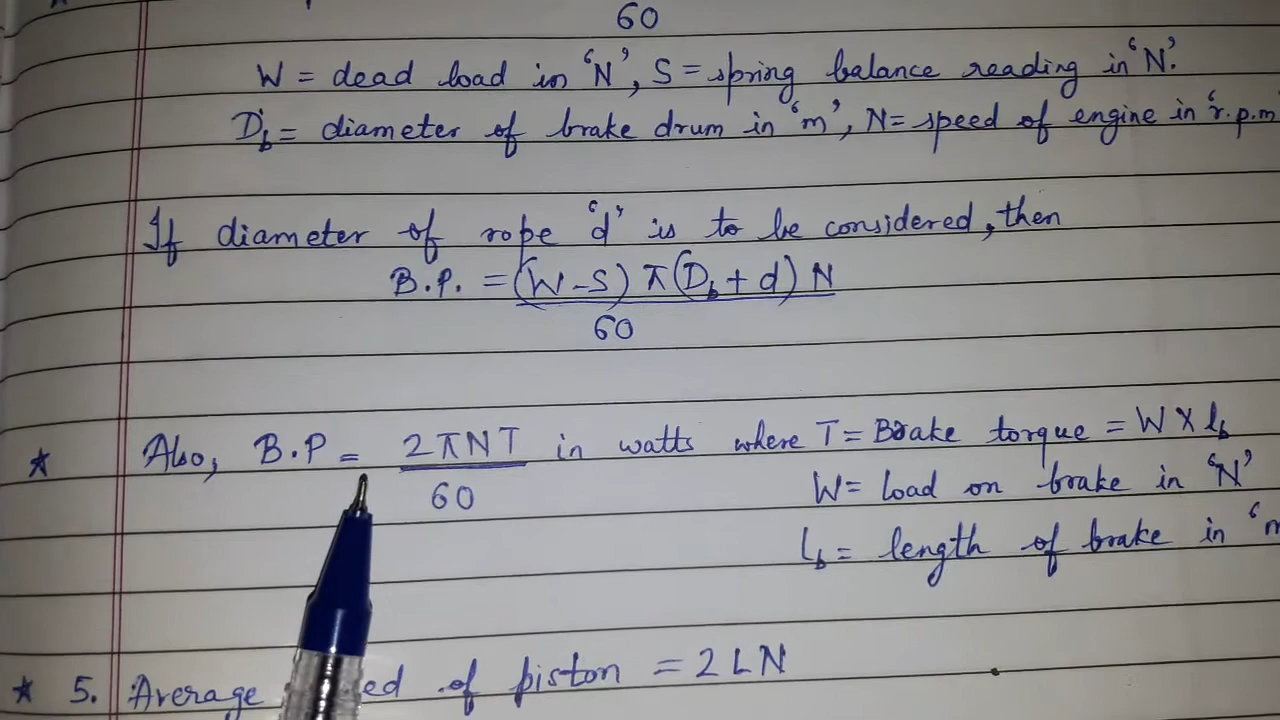 60
W = dead load in 'N', S = spring balance reading in 'N'.
D_b = diameter of brake drum in 'm', N = speed of engine in 'r.p.m
If diameter of rope 'd' is to be considered, then
B.P. = (W - S) π (D_b + d) N
60
Also, B.P = 2πNT in watts where T = Brake torque = W X l_b
60
W = load on brake in 'N'
L_b = length of brake in 'm
5. Average of piston = 2LN